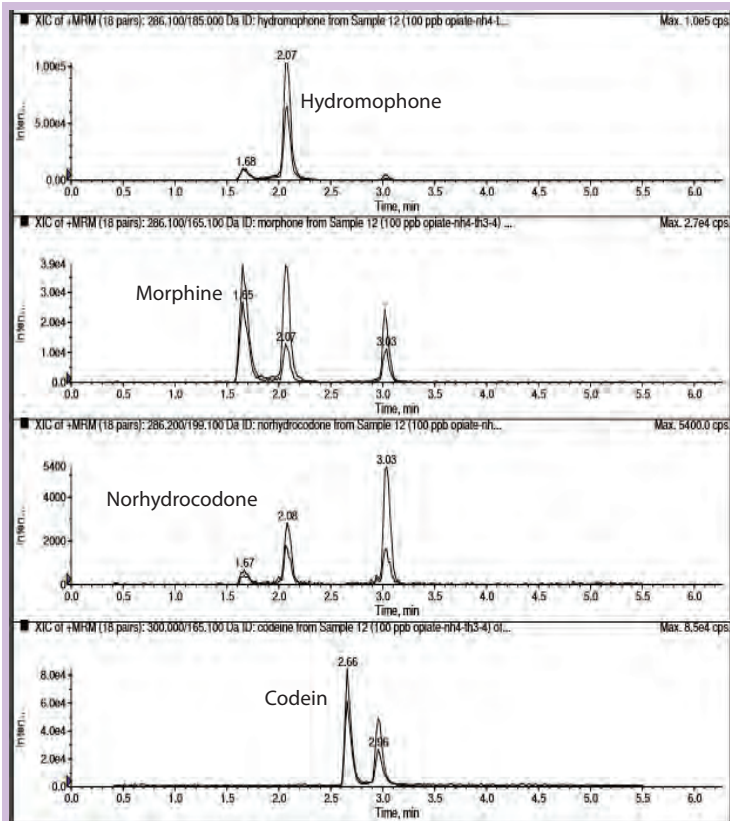 XIC of +MRM (18 pairs): 286.100/185.000 Da ID: hydromophone from Sample 12 (100 ppb opiate-nh4-t... Max. 1.0e5 cps.
2.07
1.00e5
Hydromophone
5.00e4
1.68
0.00
0.0 0.5 1.0 1.5 2.0 2.5 3.0 3.5 4.0 4.5 5.0 5.5 6.0
Time, min
Inten...
XIC of +MRM (18 pairs): 286.100/165.100 Da ID: morphone from Sample 12 (100 ppb opiate-nh4-th3-4) ... Max. 2.7e4 cps.
3.9e4
3.0e4
Morphine
1.65
2.0e4
2.07
3.03
1.0e4
0.0
0.0 0.5 1.0 1.5 2.0 2.5 3.0 3.5 4.0 4.5 5.0 5.5 6.0
Time, min
Inten...
XIC of +MRM (18 pairs): 286.200/199.100 Da ID: norhydrocodone from Sample 12 (100 ppb opiate-nh... Max. 5400.0 cps.
3.03
5400
4000
Norhydrocodone
2.08
2000
1.67
0
0.0 0.5 1.0 1.5 2.0 2.5 3.0 3.5 4.0 4.5 5.0 5.5 6.0
Time, min
Inten...
XIC of +MRM (18 pairs): 300.000/165.100 Da ID: codeine from Sample 12 (100 ppb opiate-nh4-th3-4) of... Max. 8.5e4 cps.
2.66
8.0e4
Codein
6.0e4
4.0e4
2.96
2.0e4
0.0
0.0 0.5 1.0 1.5 2.0 2.5 3.0 3.5 4.0 4.5 5.0 5.5 6.0
Time, min
Inten...